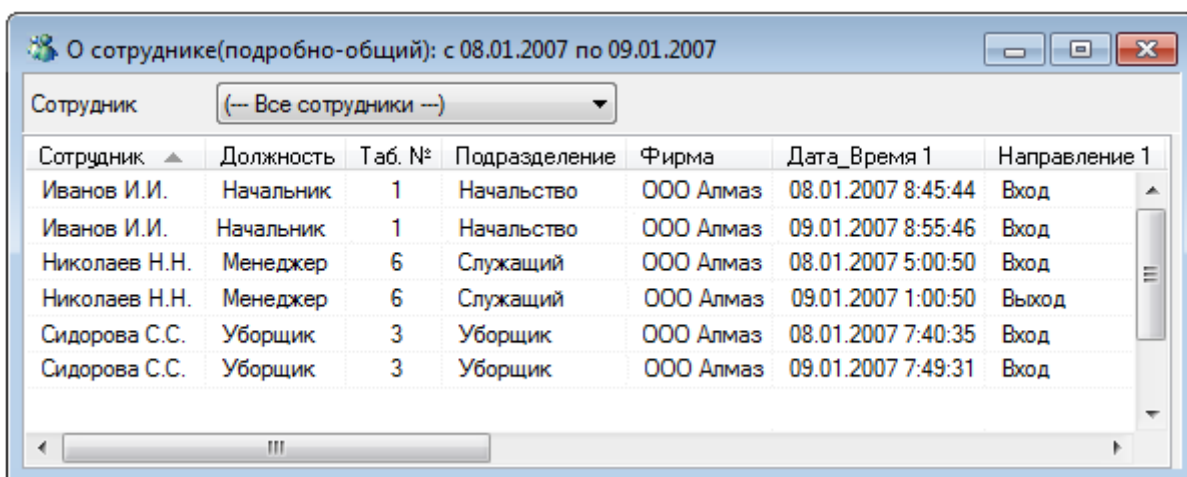 О сотруднике(подробно-общий): с 08.01.2007 по 09.01.2007
Сотрудник (--- Все сотрудники ---)
Сотрудник Должность Таб. № Подразделение Фирма Дата_Время 1 Направление 1
Иванов И.И. Начальник 1 Начальство ООО Алмаз 08.01.2007 8:45:44 Вход
Иванов И.И. Начальник 1 Начальство ООО Алмаз 09.01.2007 8:55:46 Вход
Николаев Н.Н. Менеджер 6 Служащий ООО Алмаз 08.01.2007 5:00:50 Вход
Николаев Н.Н. Менеджер 6 Служащий ООО Алмаз 09.01.2007 1:00:50 Выход
Сидорова С.С. Уборщик 3 Уборщик ООО Алмаз 08.01.2007 7:40:35 Вход
Сидорова С.С. Уборщик 3 Уборщик ООО Алмаз 09.01.2007 7:49:31 Вход